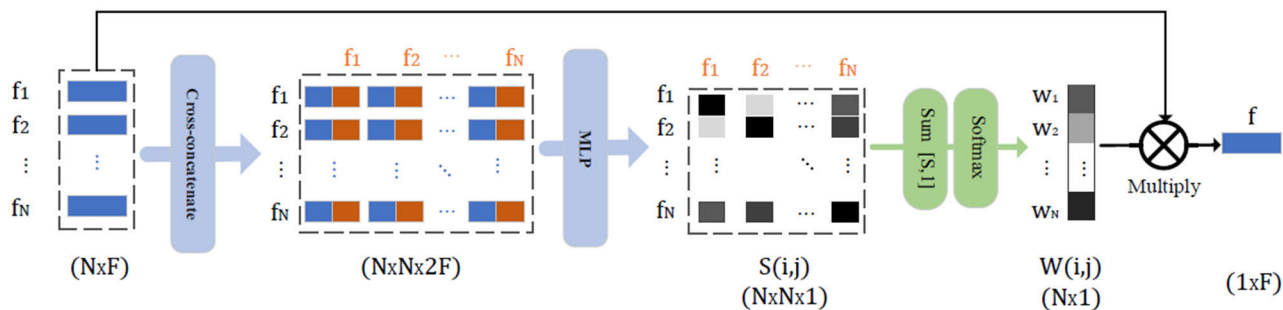 f1
f2
⋮
fN
(NxF)
Cross-concatenate
f1 f2 ⋯ fN
f1
f2
⋮
fN
⋯
⋯
⋮ ⋮ ⋱ ⋮
⋯
(NxNx2F)
MLP
f1 f2 ⋯ fN
f1
f2
⋮
fN
⋯
⋯
⋮ ⋱ ⋮
⋯
S(i,j)
(NxNx1)
Sum [S,1]
Softmax
w1
w2
⋮
wN
W(i,j)
(Nx1)
Multiply
f
(1xF)